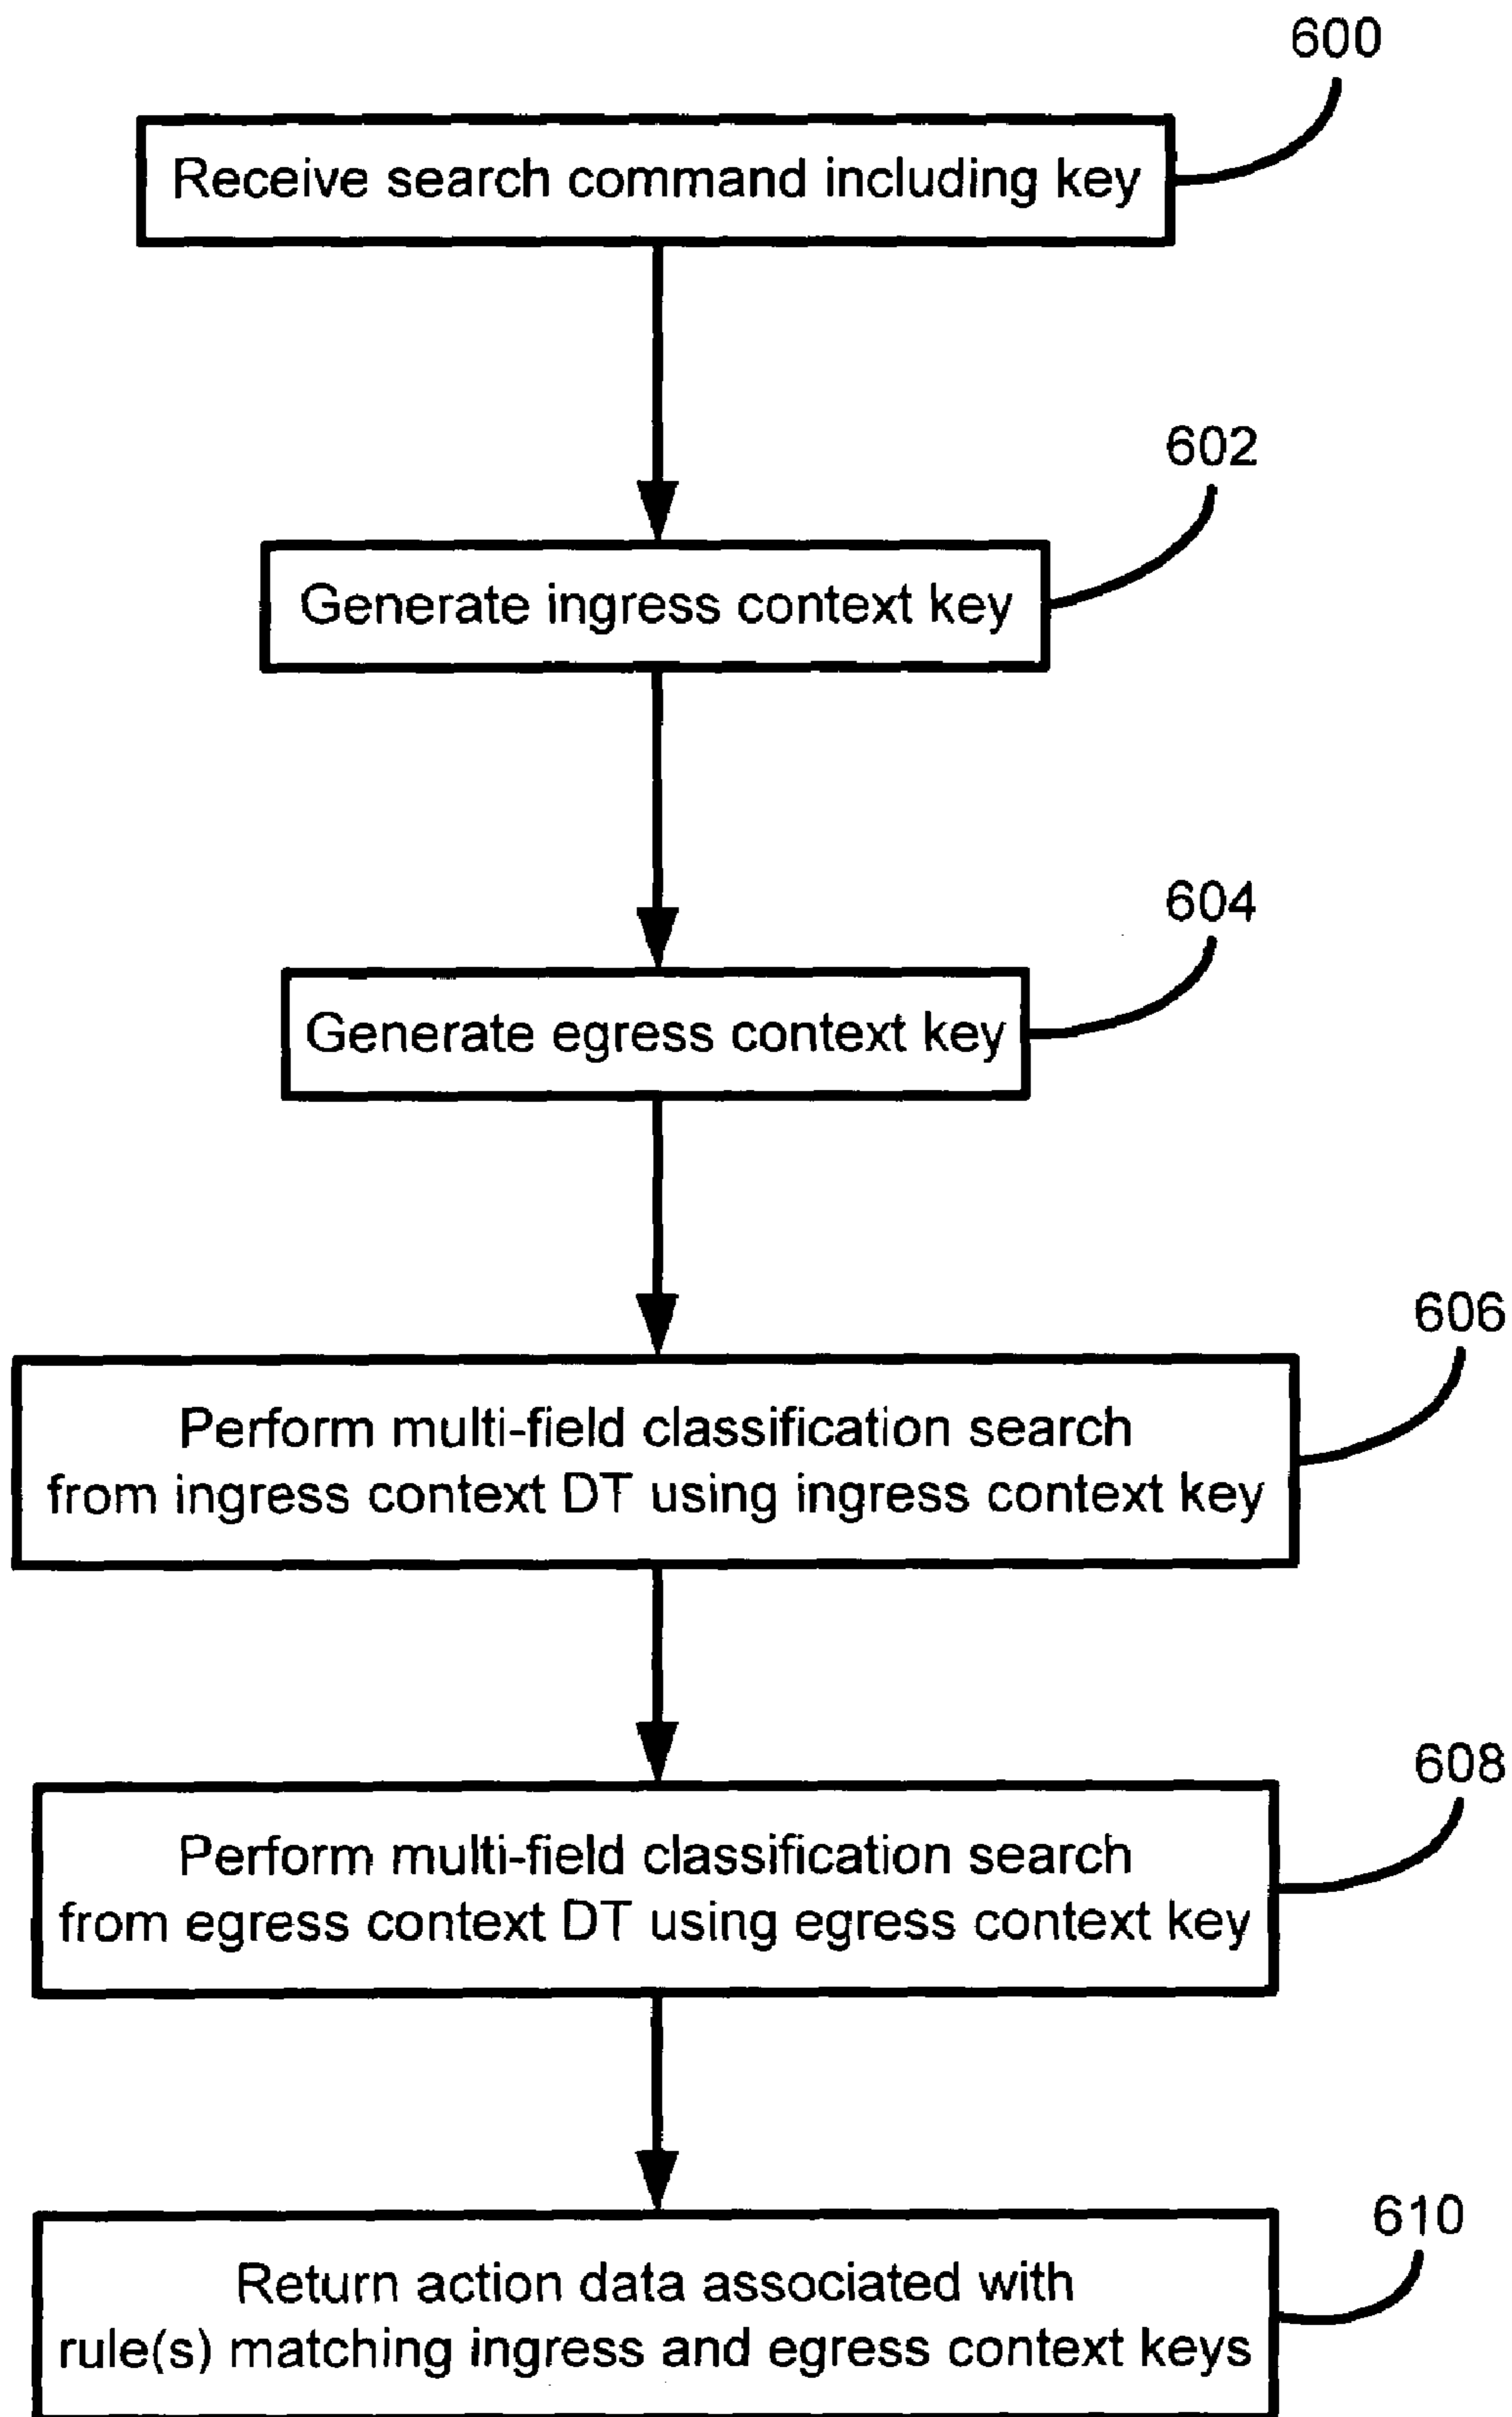 600
Receive search command including key
602
Generate ingress context key
604
Generate egress context key
606
Perform multi-field classification search
from ingress context DT using ingress context key
608
Perform multi-field classification search
from egress context DT using egress context key
610
Return action data associated with
rule(s) matching ingress and egress context keys